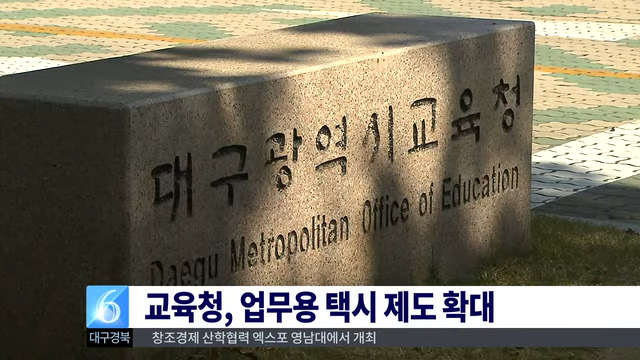 대구광역시교육청
Daegu Metropolitan Office of Education
6 교육청, 업무용 택시 제도 확대
대구경북 창조경제 산학협력 엑스포 영남대에서 개최